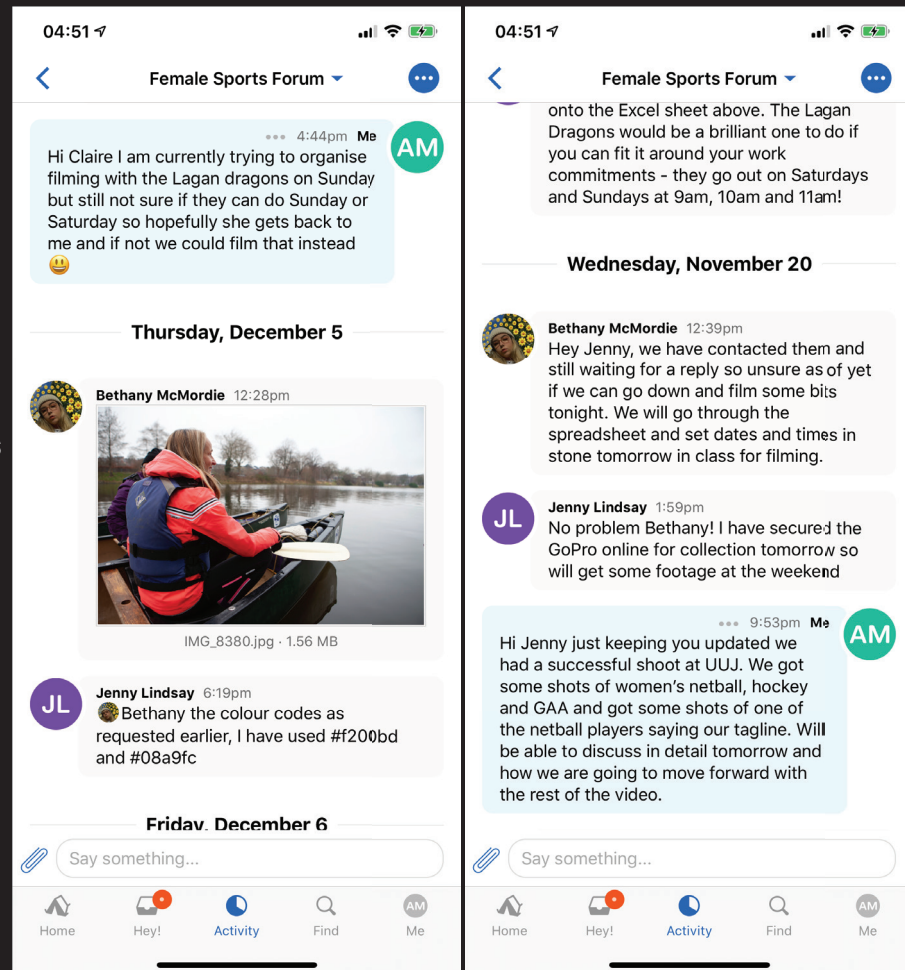 04:51
Female Sports Forum
4:44pm Me
AM
Hi Claire I am currently trying to organise
filming with the Lagan dragons on Sunday
but still not sure if they can do Sunday or
Saturday so hopefully she gets back to
me and if not we could film that instead
😃
Thursday, December 5
Bethany McMordie 12:28pm
IMG_8380.jpg · 1.56 MB
JL
Jenny Lindsay 6:19pm
Bethany the colour codes as
requested earlier, I have used #f200bd
and #08a9fc
Friday, December 6
Say something...
Home
Hey!
Activity
Find
AM
Me
04:51
Female Sports Forum
onto the Excel sheet above. The Lagan
Dragons would be a brilliant one to do if
you can fit it around your work
commitments - they go out on Saturdays
and Sundays at 9am, 10am and 11am!
Wednesday, November 20
Bethany McMordie 12:39pm
Hey Jenny, we have contacted them and
still waiting for a reply so unsure as of yet
if we can go down and film some bits
tonight. We will go through the
spreadsheet and set dates and times in
stone tomorrow in class for filming.
JL
Jenny Lindsay 1:59pm
No problem Bethany! I have secured the
GoPro online for collection tomorrow so
will get some footage at the weekend
9:53pm Me
AM
Hi Jenny just keeping you updated we
had a successful shoot at UUJ. We got
some shots of women's netball, hockey
and GAA and got some shots of one of
the netball players saying our tagline. Will
be able to discuss in detail tomorrow and
how we are going to move forward with
the rest of the video.
Say something...
Home
Hey!
Activity
Find
AM
Me